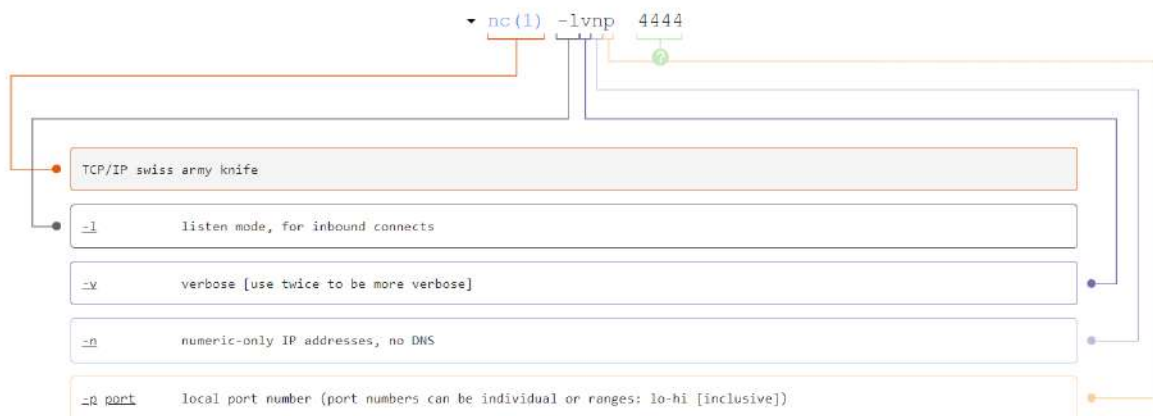 nc(1) -lvnp 4444
?
TCP/IP swiss army knife
-l listen mode, for inbound connects
-v verbose [use twice to be more verbose]
-n numeric-only IP addresses, no DNS
-p port local port number (port numbers can be individual or ranges: lo-hi [inclusive])